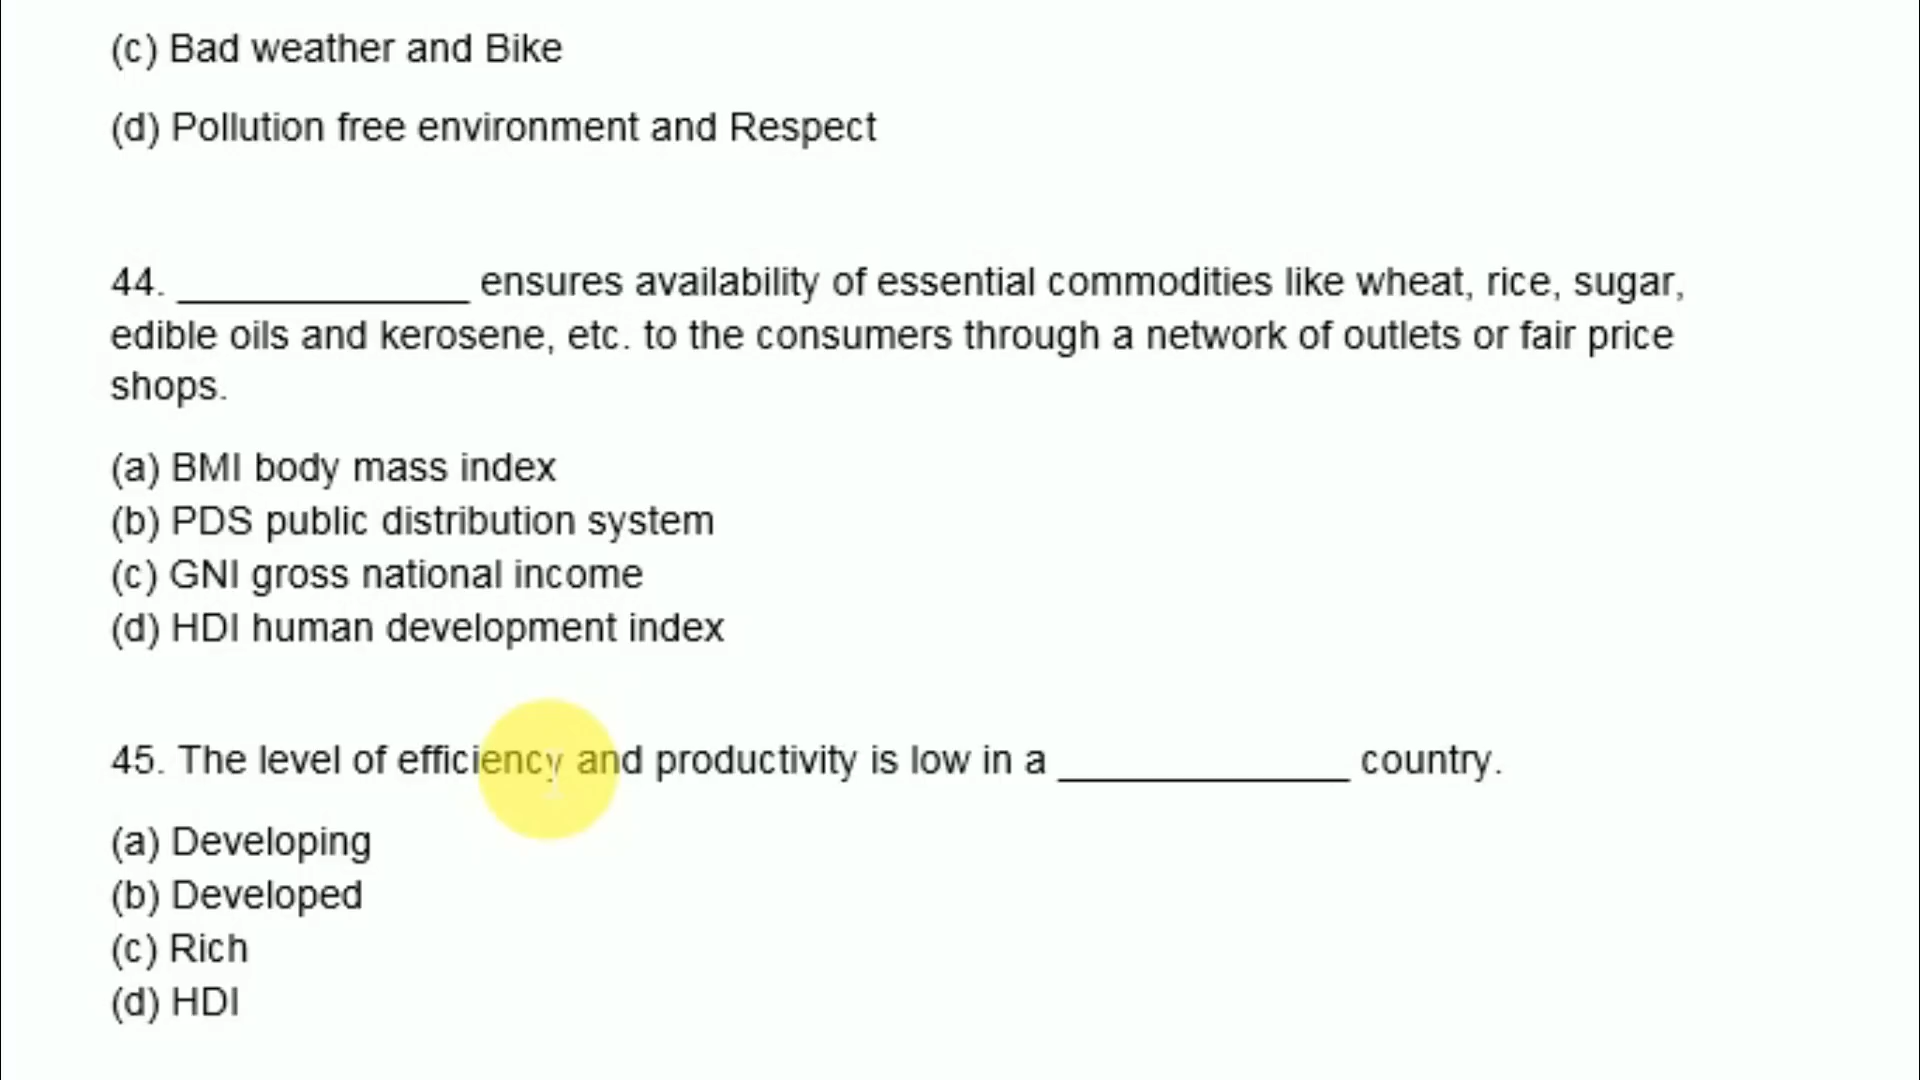 (c) Bad weather and Bike
(d) Pollution free environment and Respect
44. ______________ ensures availability of essential commodities like wheat, rice, sugar,
edible oils and kerosene, etc. to the consumers through a network of outlets or fair price
shops.
(a) BMI body mass index
(b) PDS public distribution system
(c) GNI gross national income
(d) HDI human development index
45. The level of efficiency and productivity is low in a ______________ country.
(a) Developing
(b) Developed
(c) Rich
(d) HDI